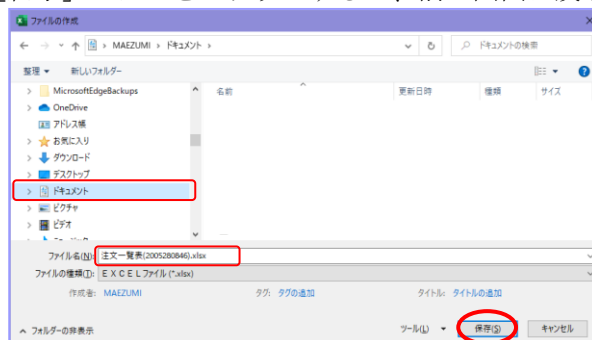 ファイルの作成
MAEZUMI › ドキュメント ›
ドキュメントの検索
整理 新しいフォルダー
MicrosoftEdgeBackups
OneDrive
アドレス帳
お気に入り
ダウンロード
デスクトップ
ドキュメント
ピクチャ
ビデオ
名前 更新日時 種類 サイズ
ファイル名(N): 注文一覧表(2005280846).xlsx
ファイルの種類(T): EXCELファイル (*.xlsx)
作成者: MAEZUMI タグ: タグの追加 タイトル: タイトルの追加
フォルダーの非表示 ツール(L) 保存(S) キャンセル